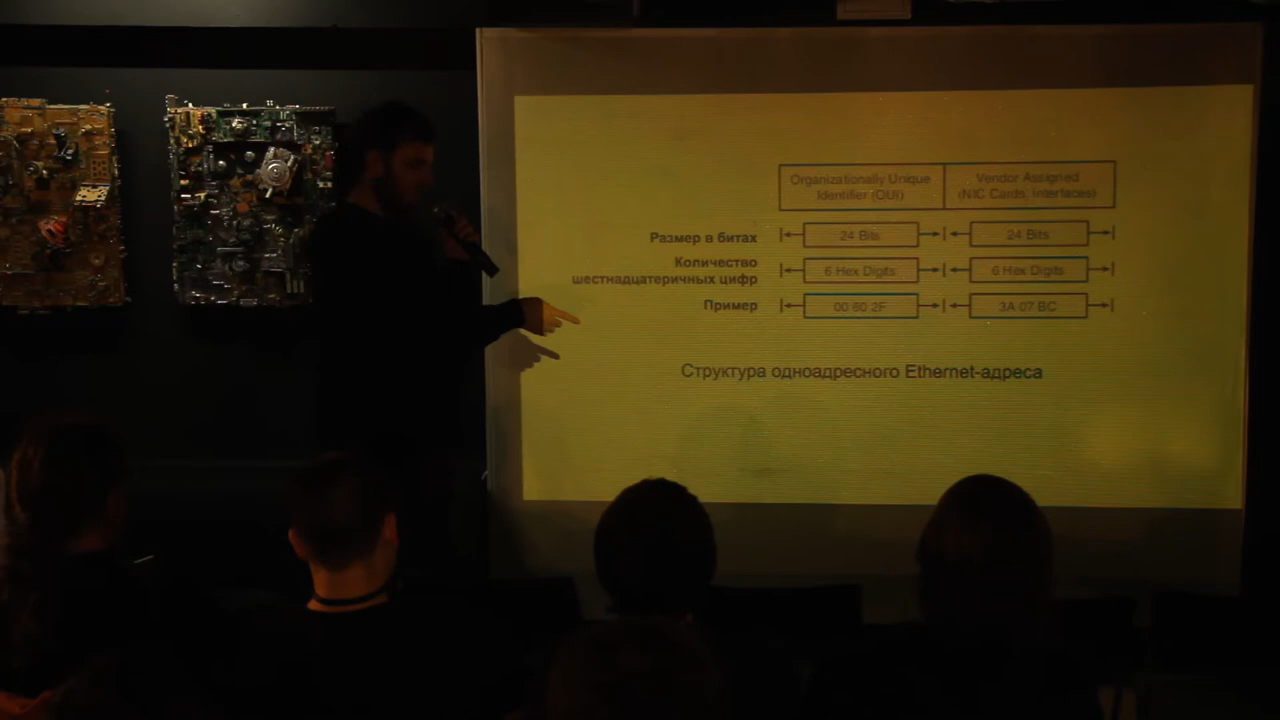 Organizationally Unique
Identifier (OUI)
Vendor Assigned
(NIC Cards, Interfaces)
Размер в битах
24 Bits
24 Bits
Количество
шестнадцатеричных цифр
6 Hex Digits
6 Hex Digits
Пример
00 60 2F
3A 07 BC
Структура одноадресного Ethernet-адреса